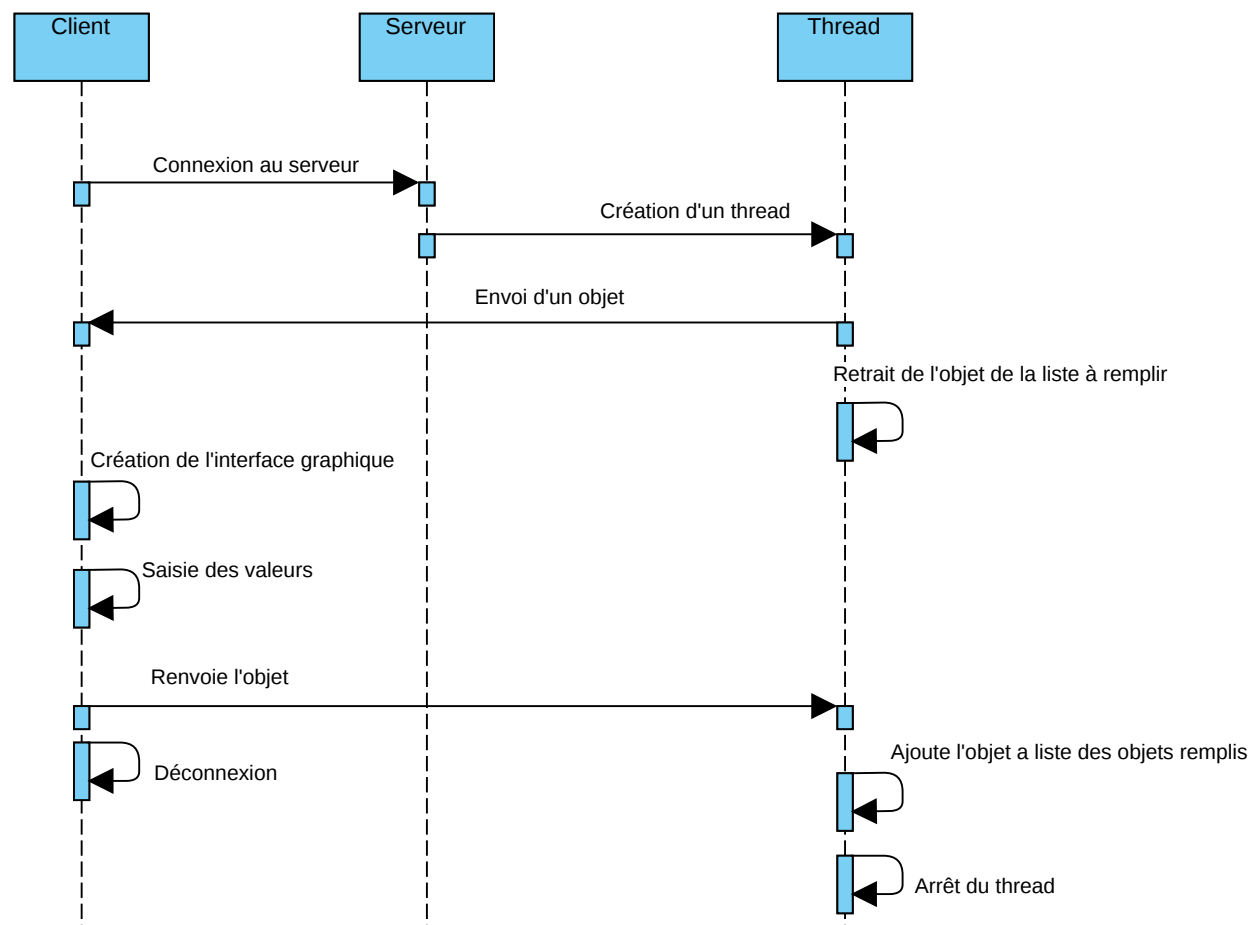 Client
Serveur
Thread
Connexion au serveur
Création d'un thread
Envoi d'un objet
Retrait de l'objet de la liste à remplir
Création de l'interface graphique
Saisie des valeurs
Renvoie l'objet
Ajoute l'objet a liste des objets remplis
Déconnexion
Arrêt du thread